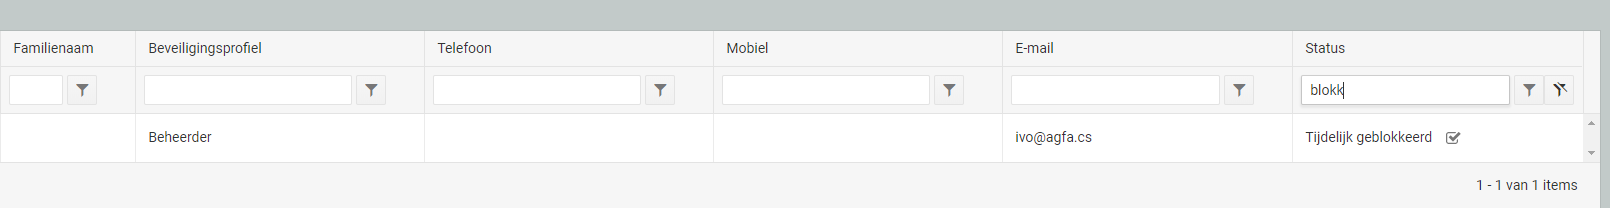 Familienaam Beveiligingsprofiel Telefoon Mobiel E-mail Status
blokk
Beheerder ivo@agfa.cs Tijdelijk geblokkeerd
1 - 1 van 1 items